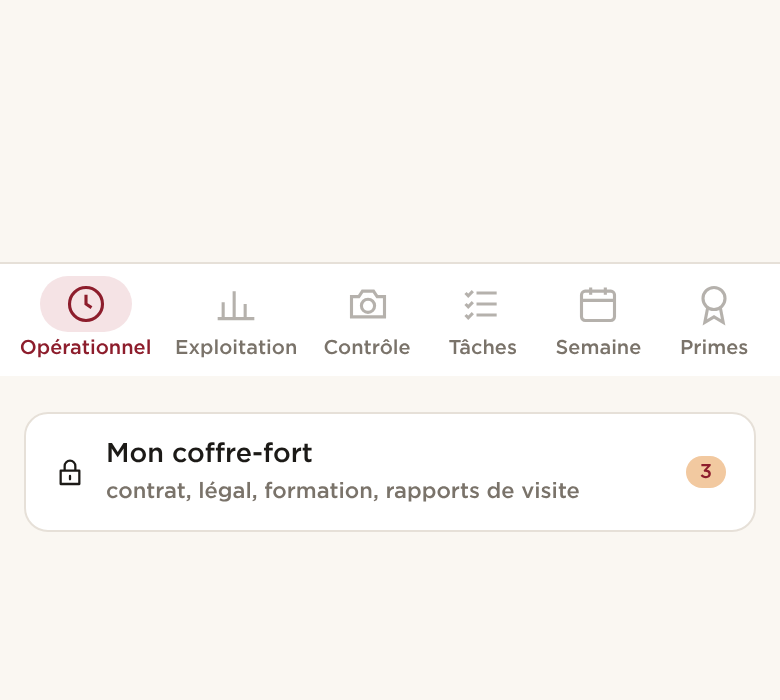 Opérationnel Exploitation Contrôle Tâches Semaine Primes
Mon coffre-fort
contrat, légal, formation, rapports de visite
3